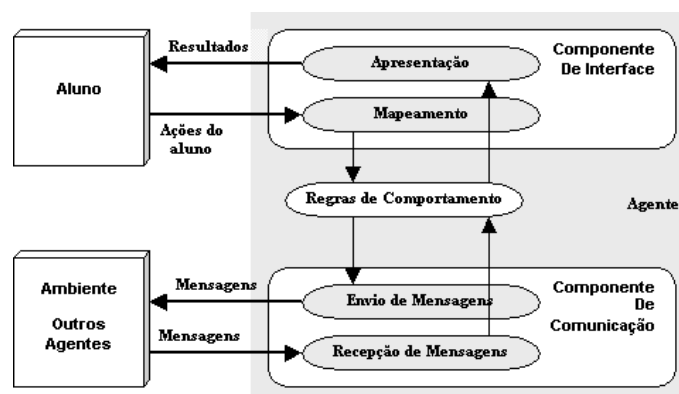 Resultados
Aluno
Ações do
aluno
Apresentação
Mapeamento
Componente
De Interface
Regras de Comportamento
Agente
Ambiente
Outros
Agentes
Mensagens
Mensagens
Envio de Mensagens
Recepção de Mensagens
Componente
De
Comunicação